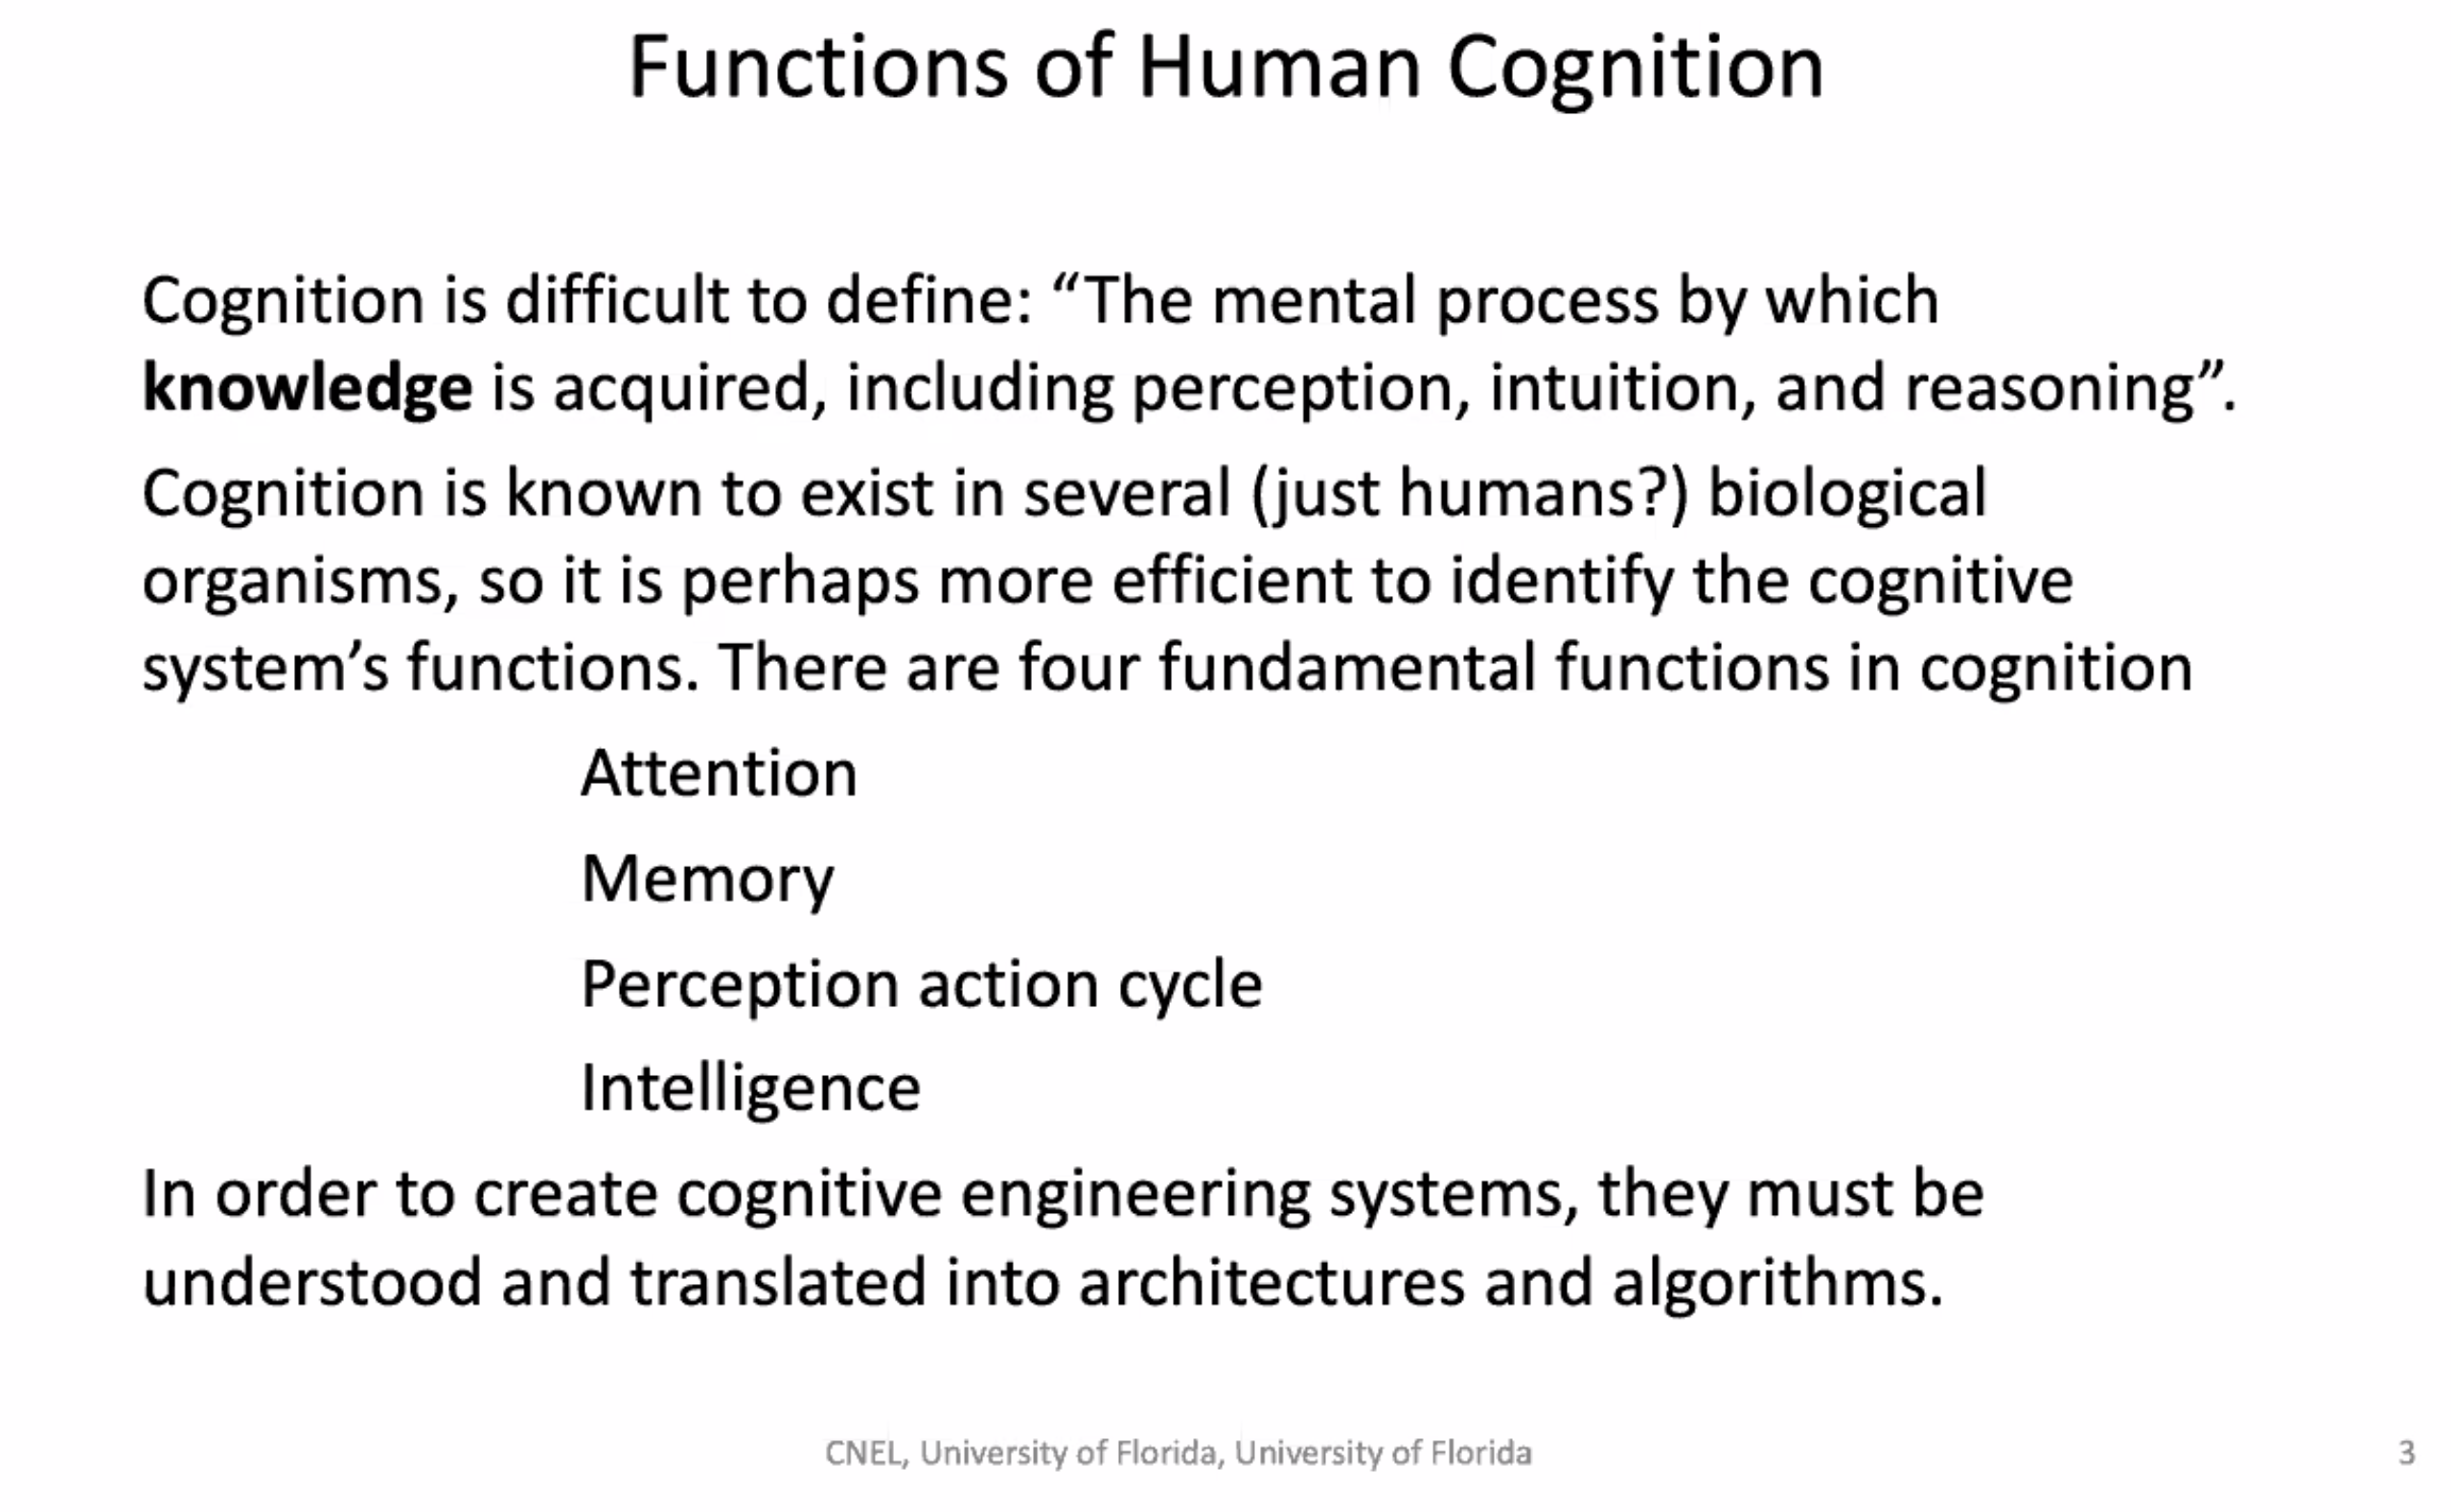 Functions of Human Cognition
Cognition is difficult to define: “The mental process by which
knowledge is acquired, including perception, intuition, and reasoning”.
Cognition is known to exist in several (just humans?) biological
organisms, so it is perhaps more efficient to identify the cognitive
system’s functions. There are four fundamental functions in cognition
Attention
Memory
Perception action cycle
Intelligence
In order to create cognitive engineering systems, they must be
understood and translated into architectures and algorithms.
CNEL, University of Florida, University of Florida
3